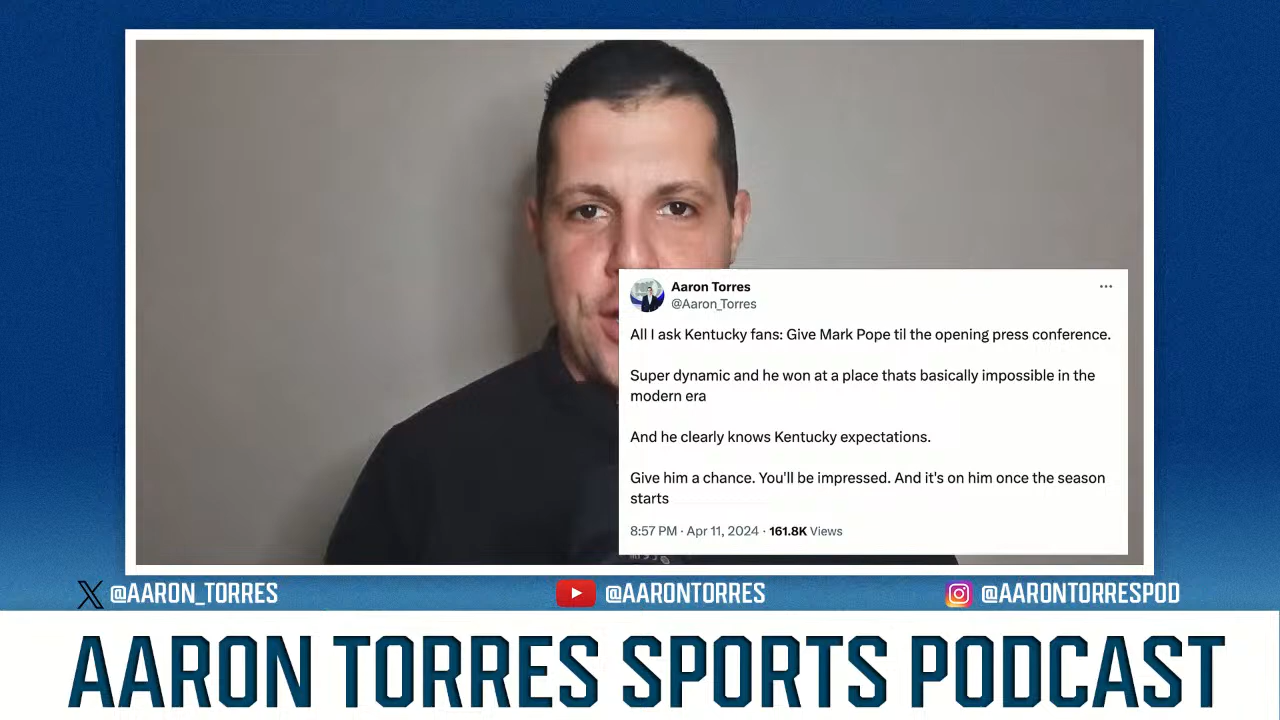 Aaron Torres
@Aaron_Torres
All I ask Kentucky fans: Give Mark Pope til the opening press conference.
Super dynamic and he won at a place thats basically impossible in the
modern era
And he clearly knows Kentucky expectations.
Give him a chance. You'll be impressed. And it's on him once the season
starts
8:57 PM · Apr 11, 2024 · 161.8K Views
@AARON_TORRES
@AARONTORRES
@AARONTORRESPOD
AARON TORRES SPORTS PODCAST